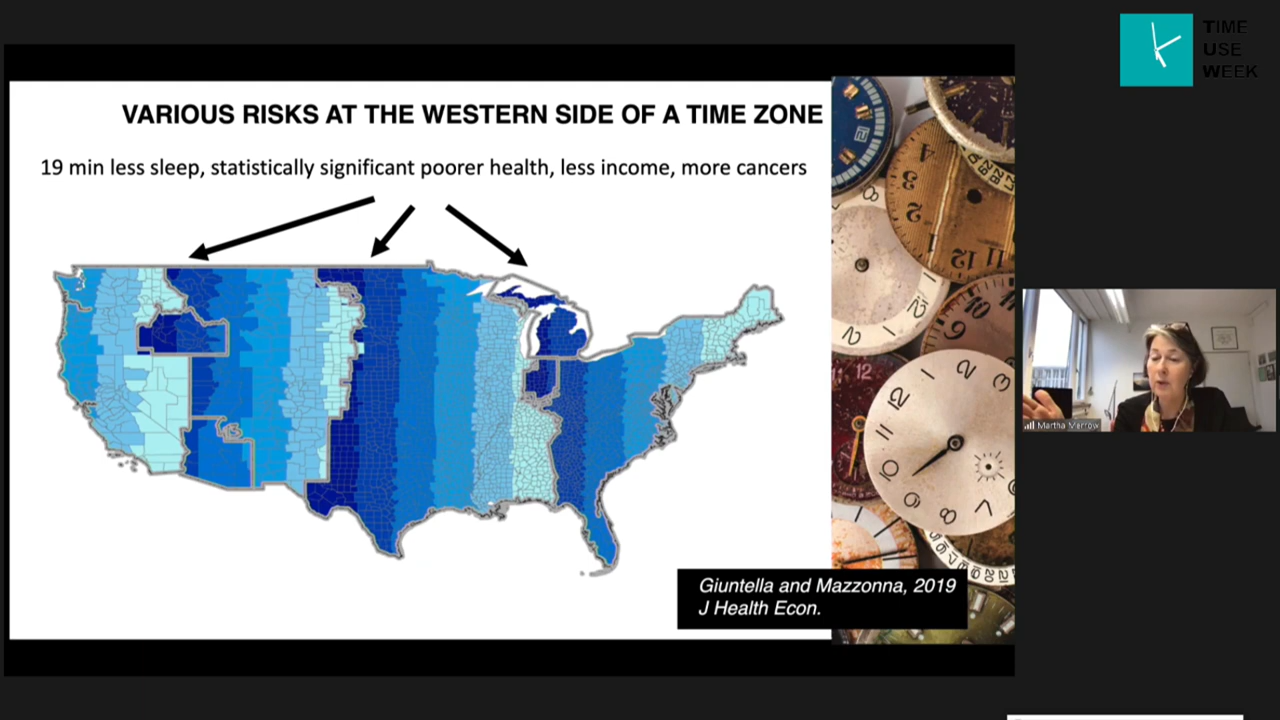 TIME
USE
WEEK
VARIOUS RISKS AT THE WESTERN SIDE OF A TIME ZONE
19 min less sleep, statistically significant poorer health, less income, more cancers
Giuntella and Mazzonna, 2019
J Health Econ.
Martha Merrow